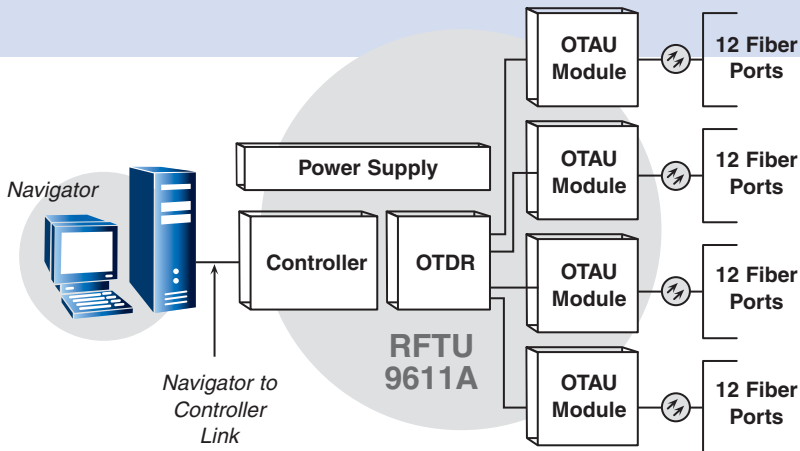 OTAU
Module
12 Fiber
Ports
Power Supply
OTAU
Module
12 Fiber
Ports
Navigator
Controller
OTDR
OTAU
Module
12 Fiber
Ports
RFTU
9611A
Navigator to
Controller
Link
OTAU
Module
12 Fiber
Ports